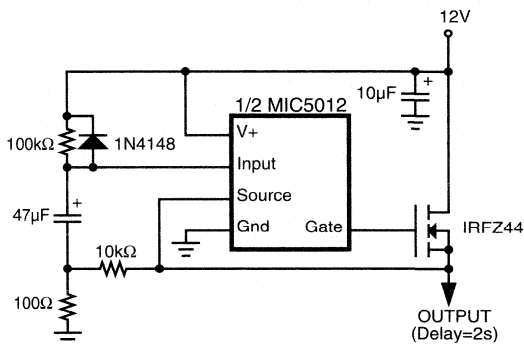 12V
10µF
+
1/2 MIC5012
V+
100kΩ
1N4148
Input
Source
47µF
+
Gnd
Gate
IRFZ44
10kΩ
100Ω
OUTPUT
(Delay=2s)